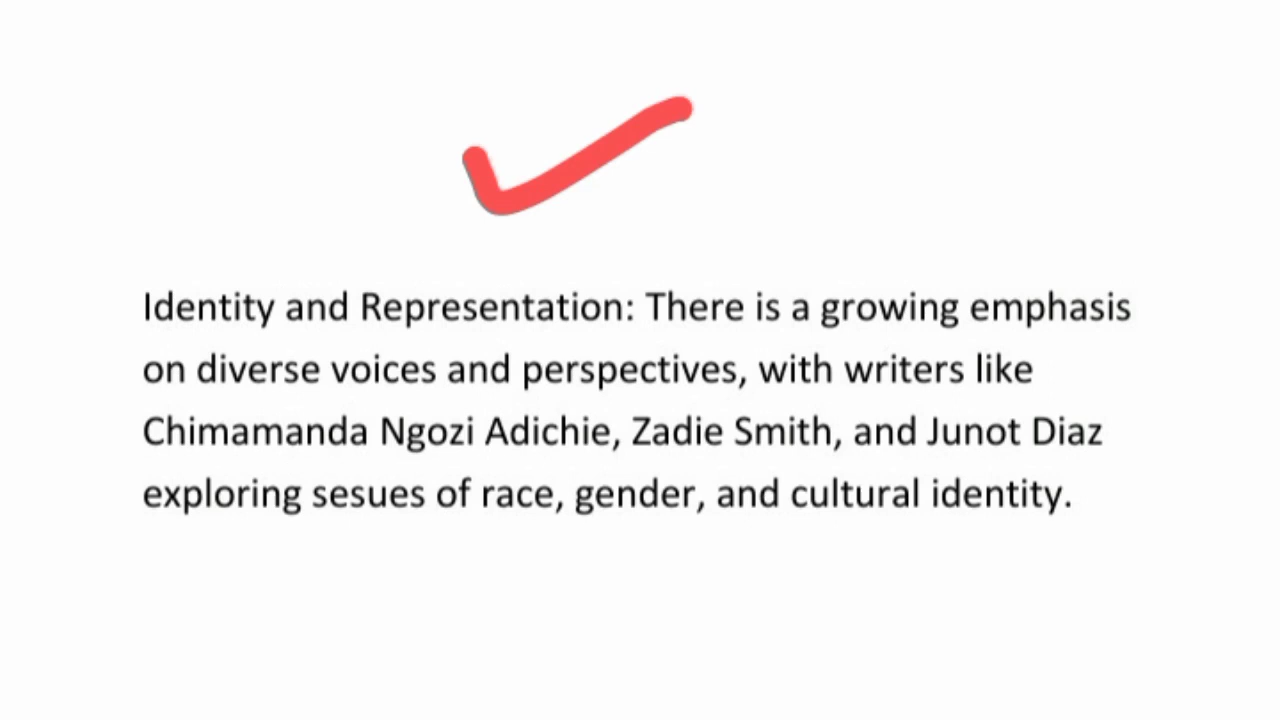 Identity and Representation: There is a growing emphasis
on diverse voices and perspectives, with writers like
Chimamanda Ngozi Adichie, Zadie Smith, and Junot Diaz
exploring sesues of race, gender, and cultural identity.